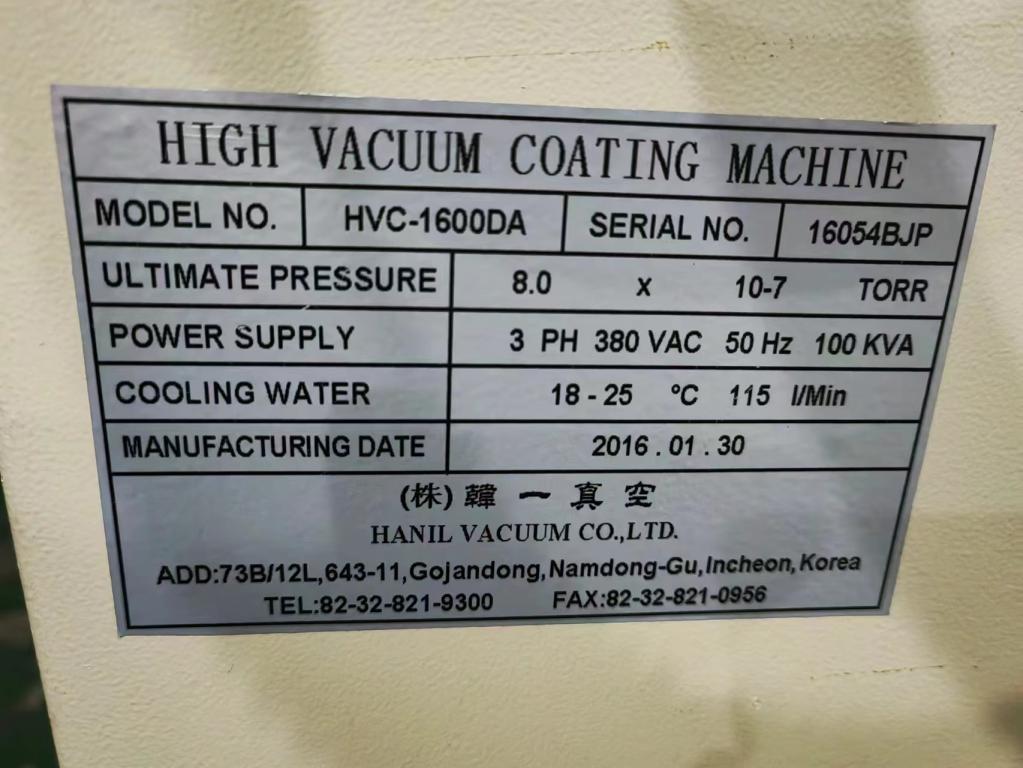 HIGH VACUUM COATING MACHINE
MODEL NO. HVC-1600DA SERIAL NO. 16054BJP
ULTIMATE PRESSURE 8.0 x 10-7 TORR
POWER SUPPLY 3 PH 380 VAC 50 Hz 100 KVA
COOLING WATER 18 - 25 °C 115 l/Min
MANUFACTURING DATE 2016 . 01 . 30
(株) 韓一真空
HANIL VACUUM CO.,LTD.
ADD:73B/12L,643-11,Gojandong,Namdong-Gu,Incheon,Korea
TEL:82-32-821-9300 FAX:82-32-821-0956